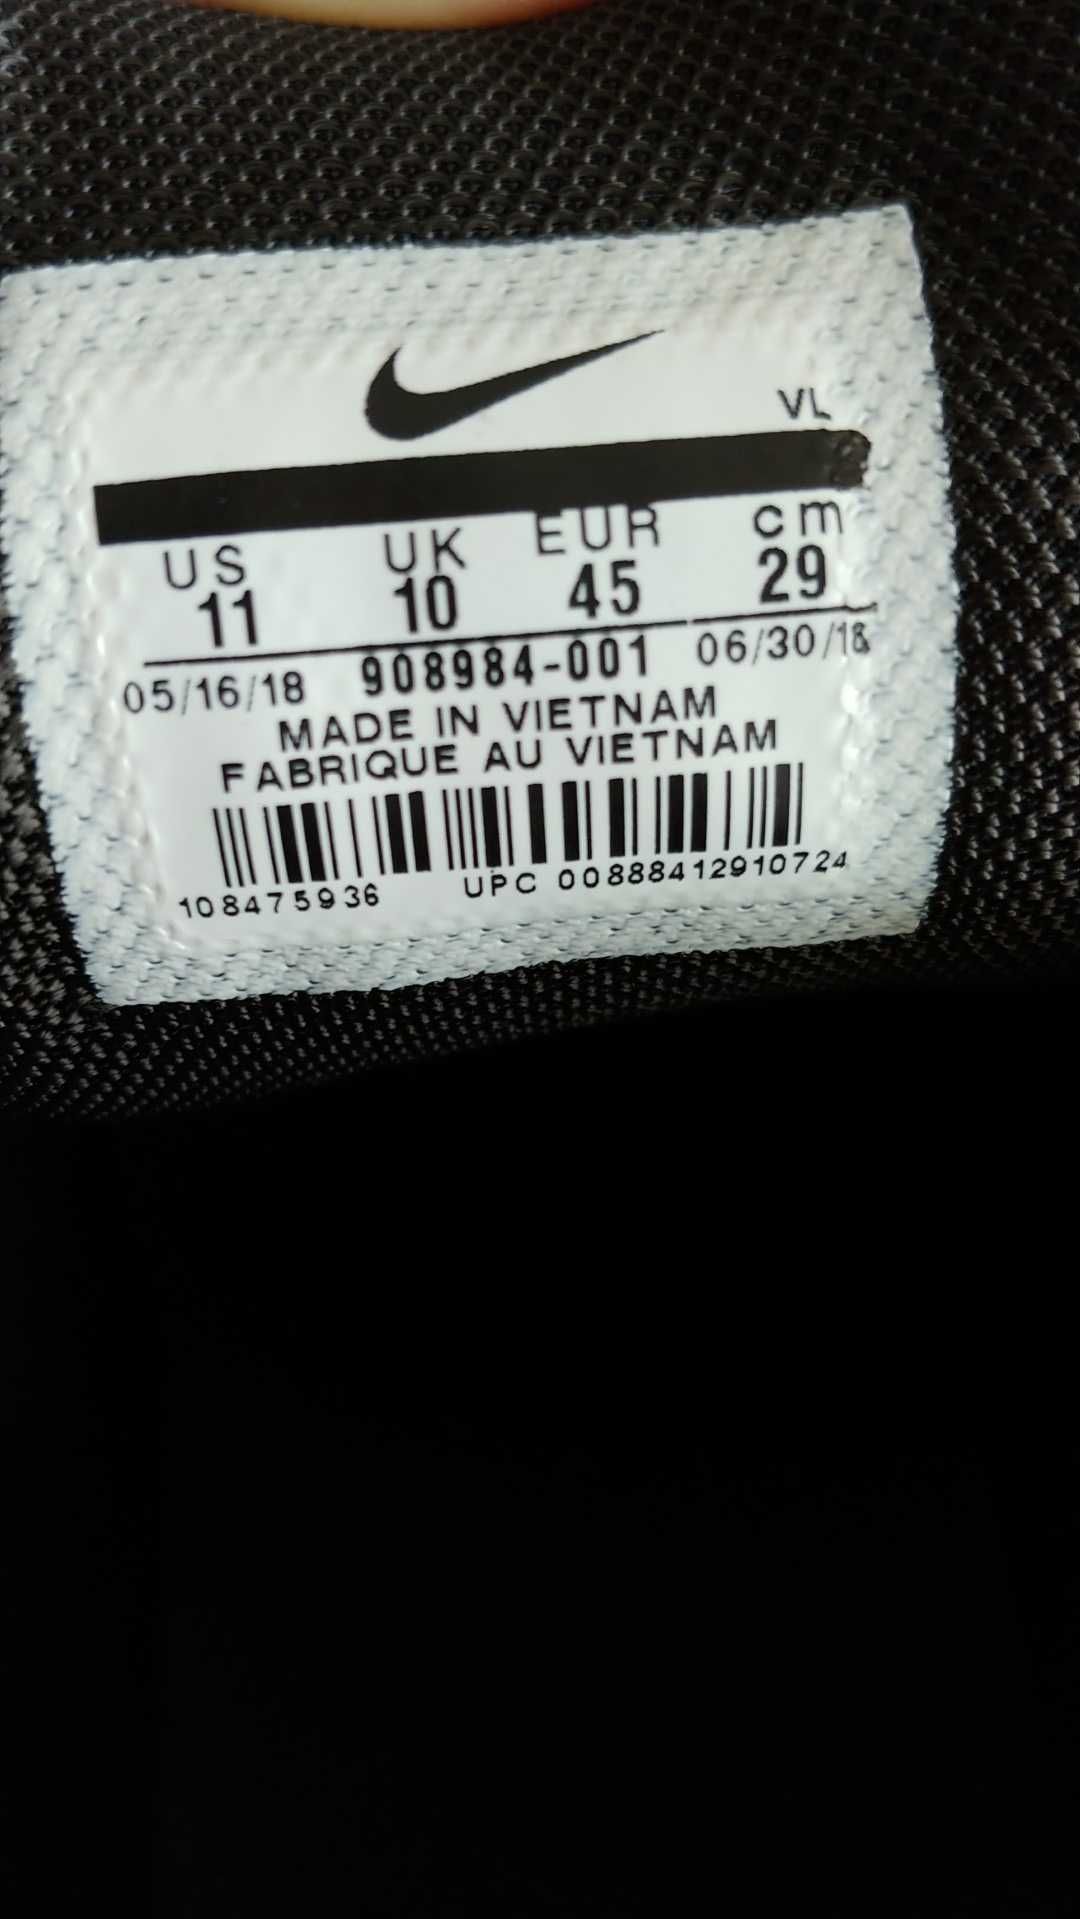 VL
US UK EUR cm
11 10 45 29
05/16/18 908984-001 06/30/18
MADE IN VIETNAM
FABRIQUE AU VIETNAM
108475936 UPC 00888412910724